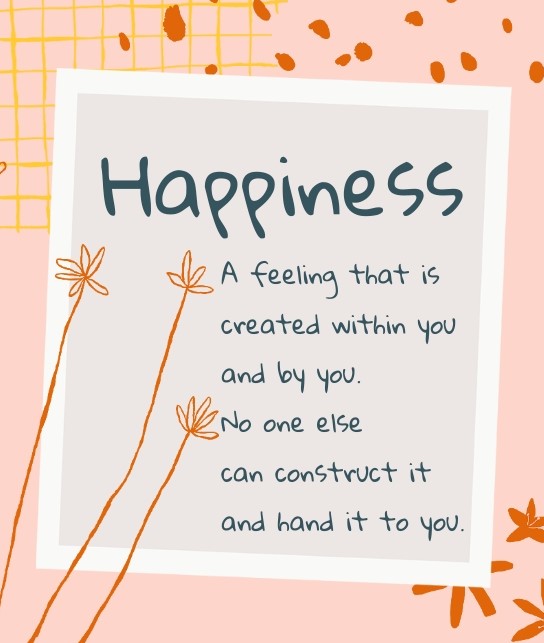 Happiness
A feeling that is
created within you
and by you.
No one else
can construct it
and hand it to you.